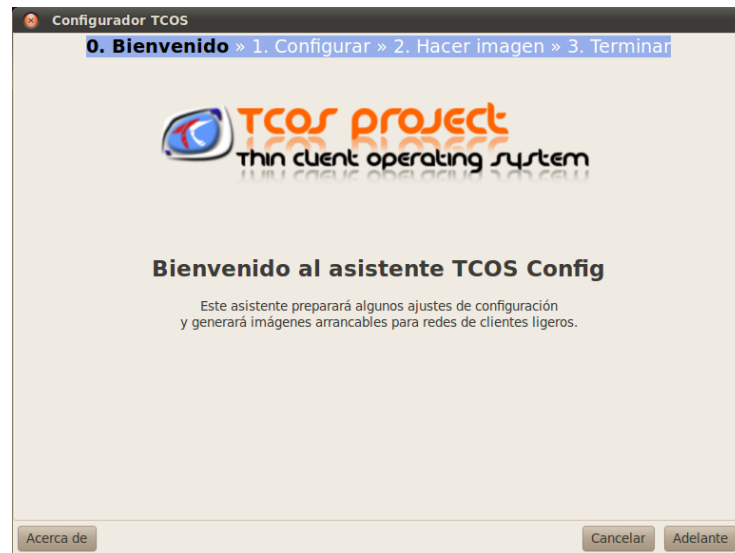 Configurador TCOS
0. Bienvenido » 1. Configurar » 2. Hacer imagen » 3. Terminar
TCOS project
Thin client operating system
Bienvenido al asistente TCOS Config
Este asistente preparará algunos ajustes de configuración
y generará imágenes arrancables para redes de clientes ligeros.
Acerca de
Cancelar
Adelante